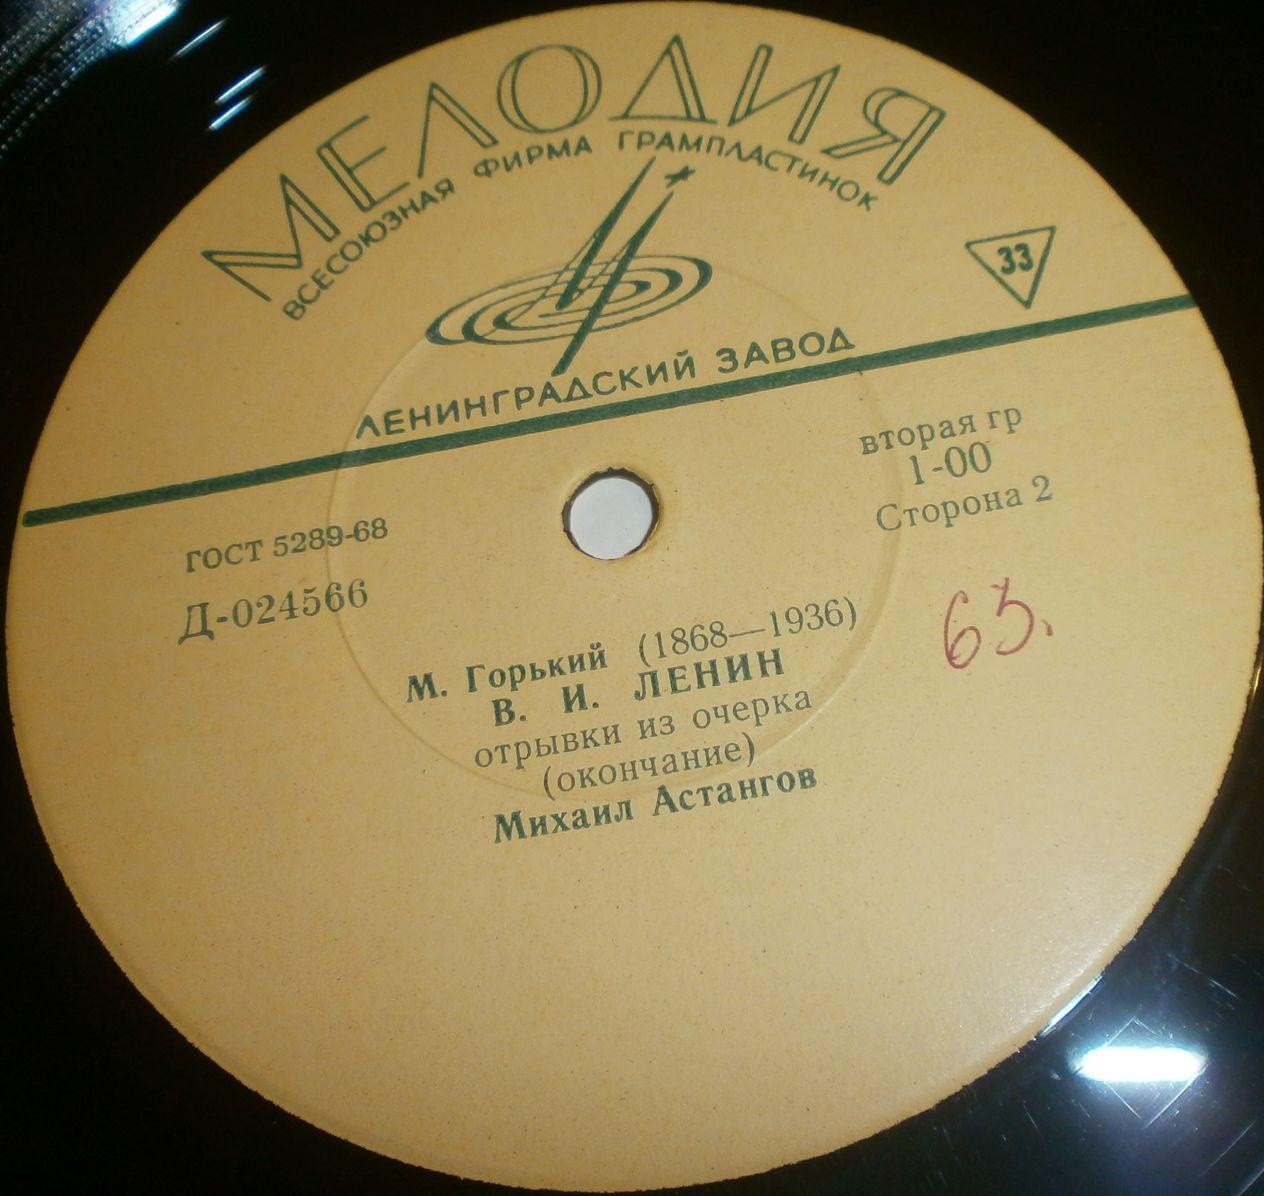 МЕЛОДИЯ
ВСЕСОЮЗНАЯ ФИРМА ГРАМПЛАСТИНОК
33
ЛЕНИНГРАДСКИЙ ЗАВОД
вторая гр
1-00
Сторона 2
ГОСТ 5289-68
Д-024566
63.
М. Горький (1868—1936)
В. И. ЛЕНИН
отрывки из очерка
(окончание)
Михаил Астангов